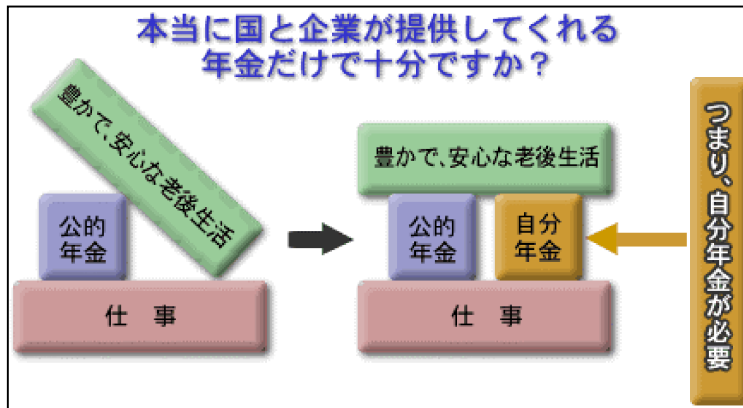 本当に国と企業が提供してくれる
年金だけで十分ですか？
豊かで、安心な老後生活
公的
年金
仕　事
豊かで、安心な老後生活
公的
年金
自分
年金
仕　事
つまり、自分年金が必要